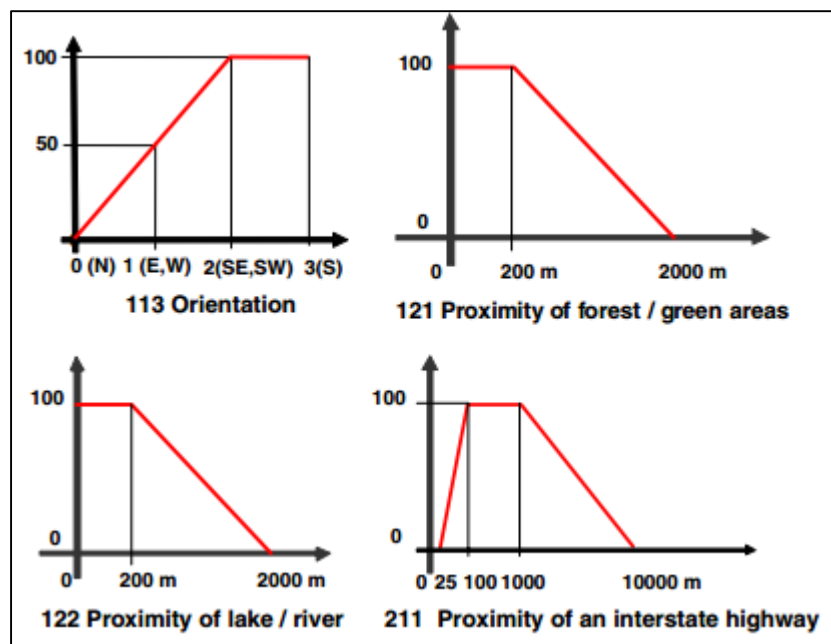 100
50
0 (N) 1 (E,W) 2(SE,SW) 3(S)
113 Orientation
100
0
0 200 m 2000 m
121 Proximity of forest / green areas
100
0
0 200 m 2000 m
122 Proximity of lake / river
100
0
0 25 100 1000 10000 m
211 Proximity of an interstate highway